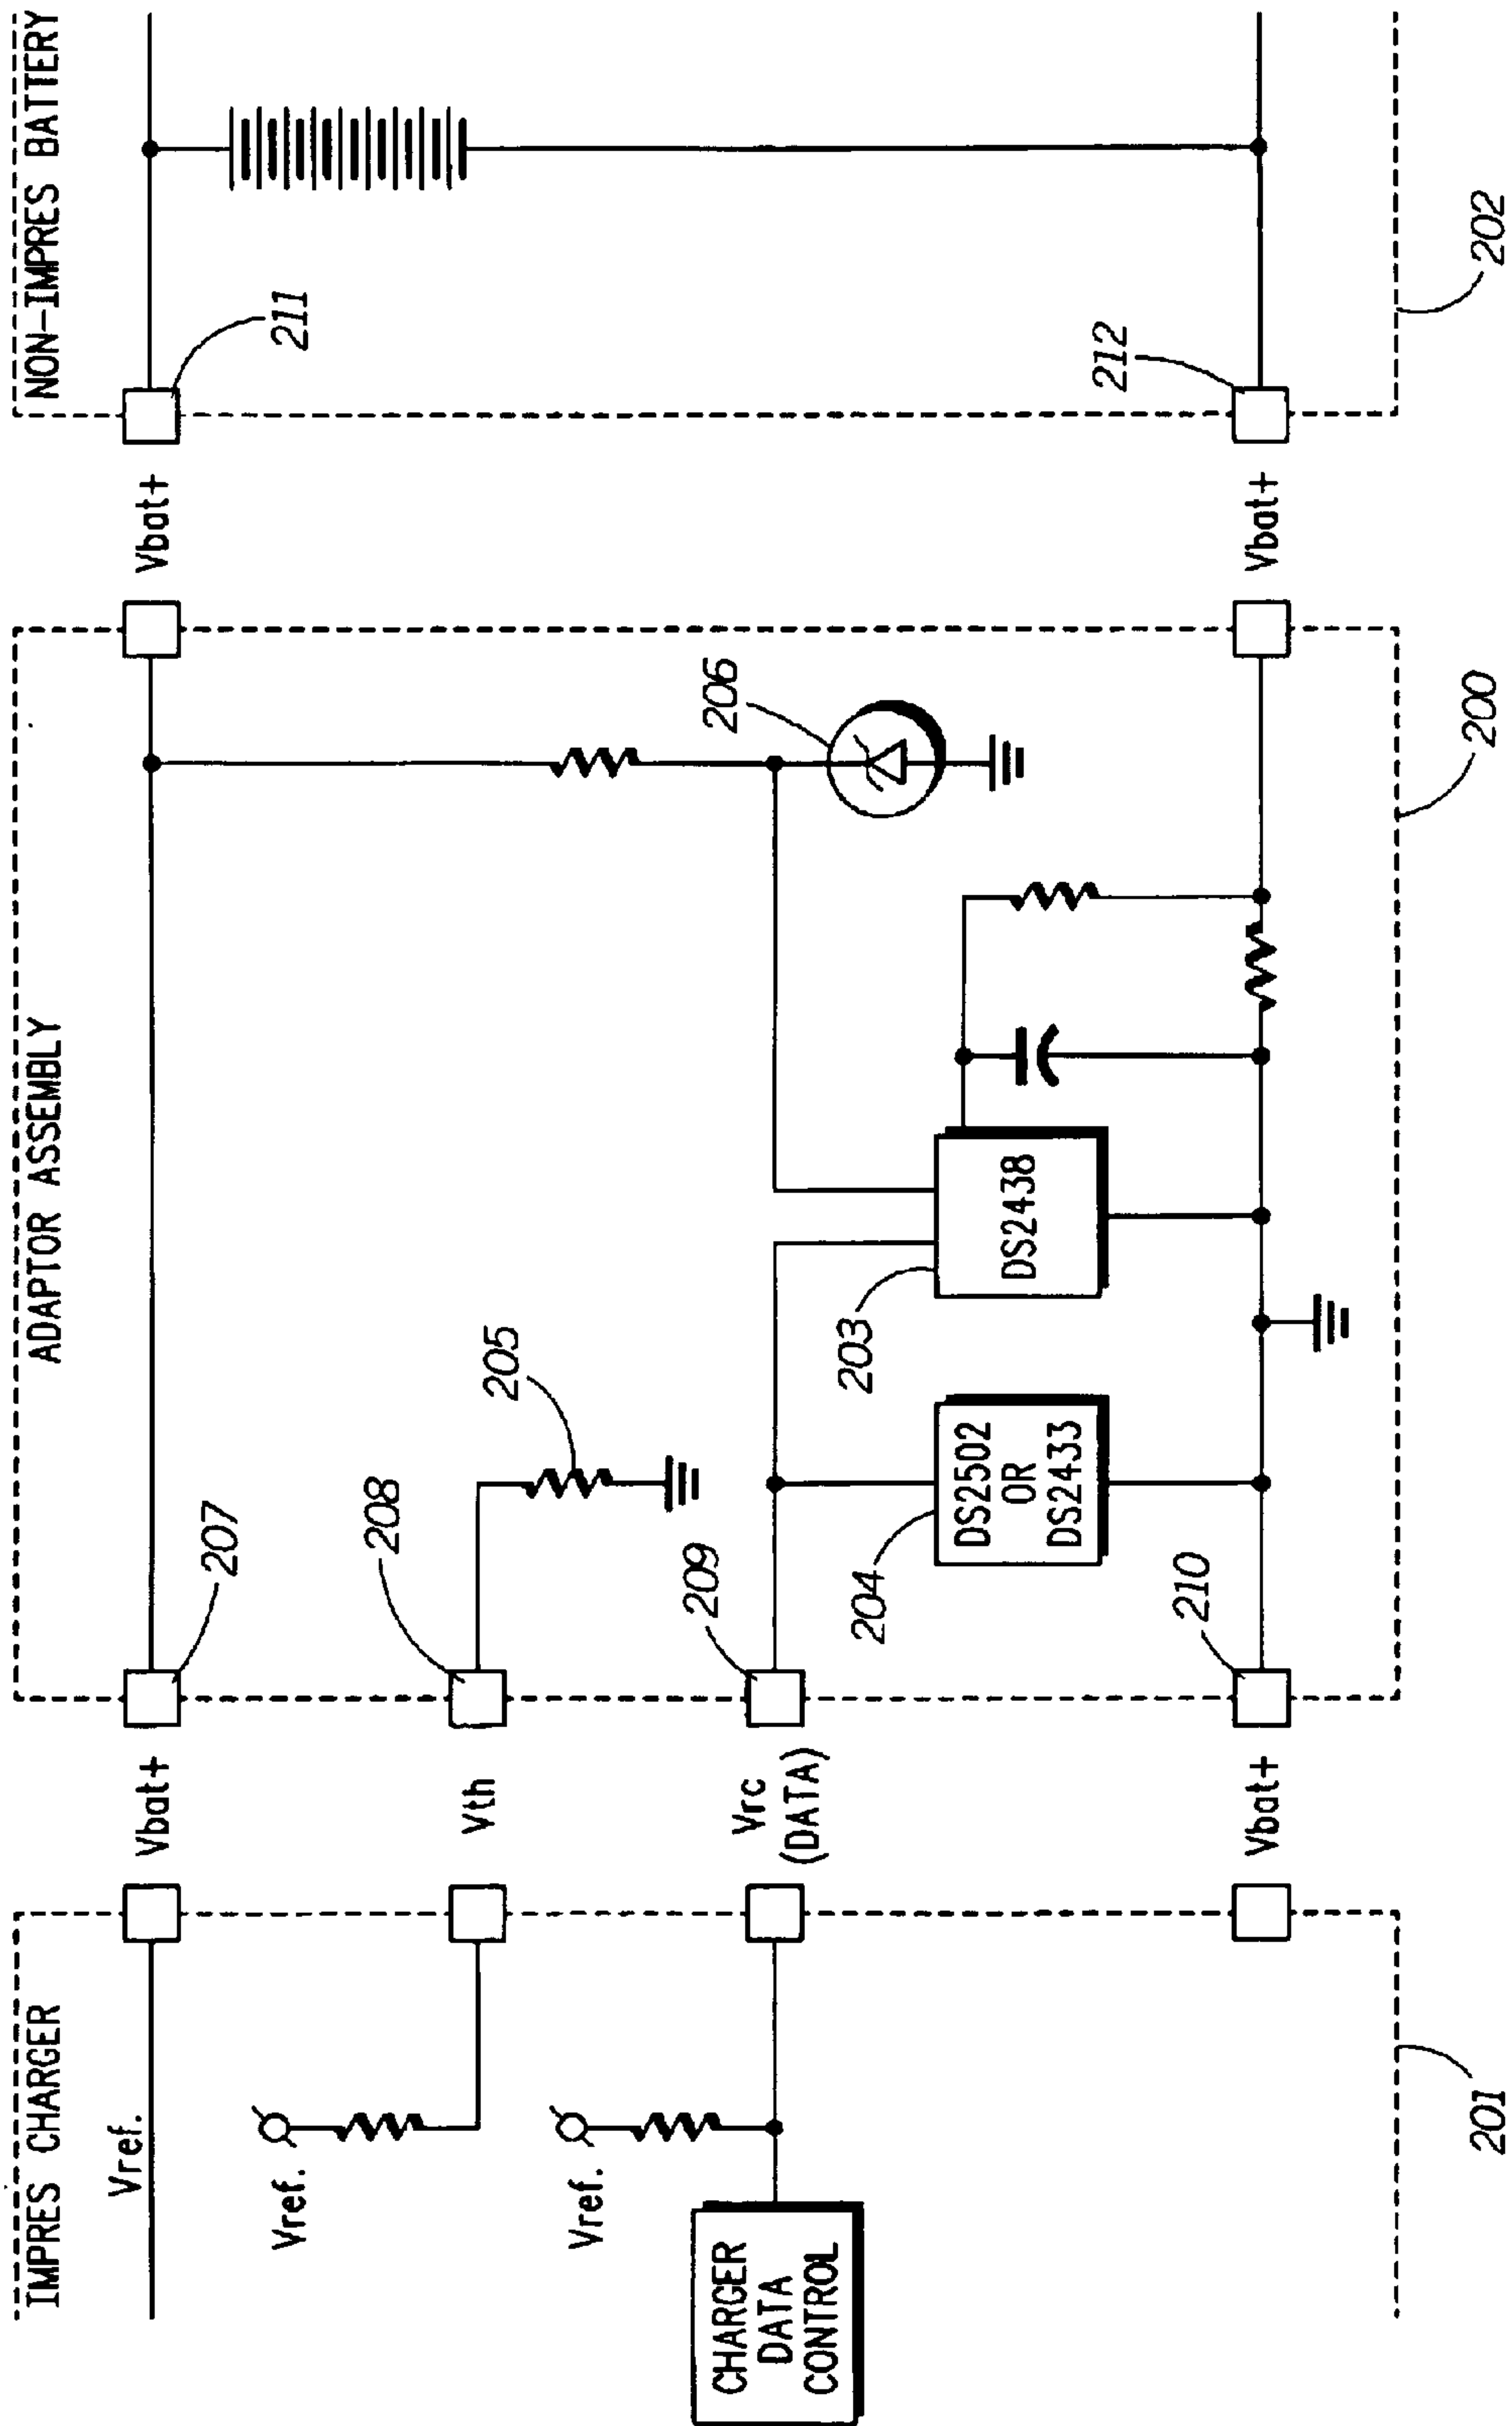 IMPRES CHARGER
Vref.
Vref.
Vref.
CHARGER
DATA
CONTROL
201
Vbat+
Vth
Vrc
(DATA)
Vbat+
ADAPTOR ASSEMBLY
207
208
205
209
204
DS2502
OR
DS2433
203
DS2438
206
210
200
Vbat+
Vbat+
NON-IMPRES BATTERY
211
212
202